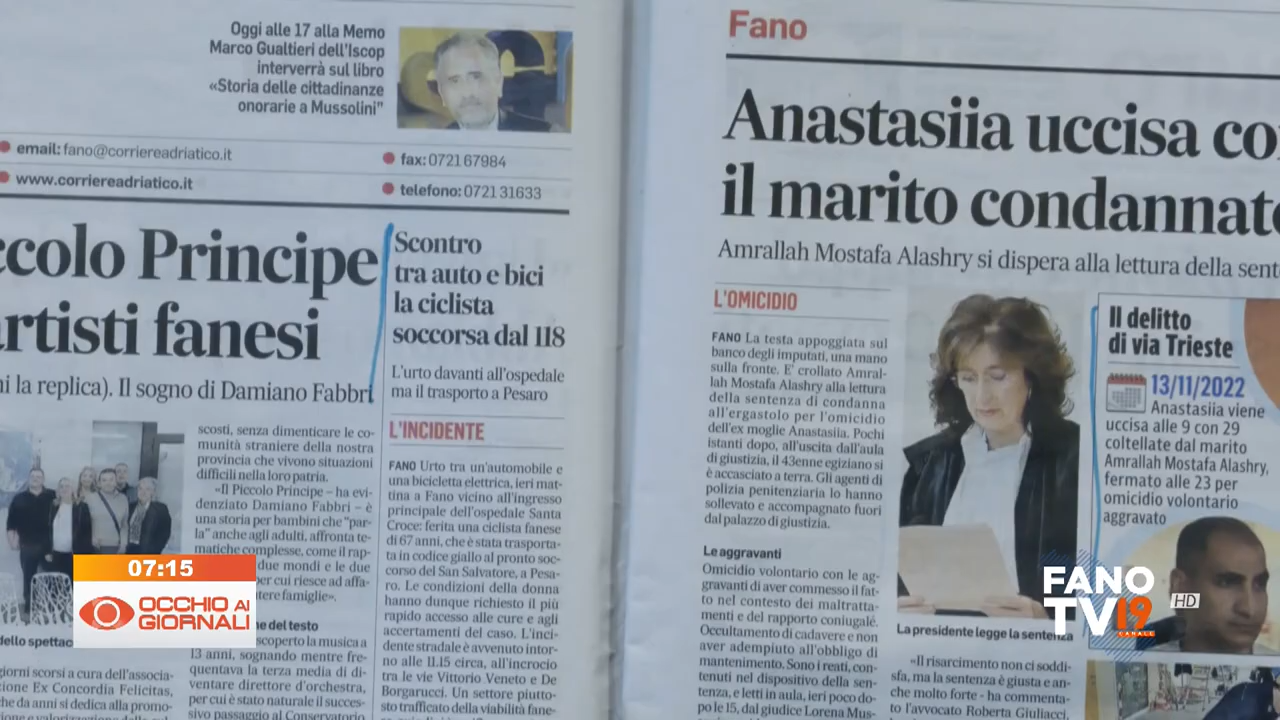 Oggi alle 17 alla Memo
Marco Gualtieri dell'Iscop
interverrà sul libro
«Storia delle cittadinanze
onorarie a Mussolini”
email: fano@corriereadriatico.it
fax: 0721 67984
www.corriereadriatico.it
telefono: 0721 31633
ccolo Principe
artisti fanesi
ni la replica). Il sogno di Damiano Fabbri
scosti, senza dimenticare le co-
munità straniere della nostra
provincia che vivono situazioni
difficili nella loro patria.
«Il Piccolo Principe – ha evi-
denziato Damiano Fabbri – è
una storia per bambini che “par-
la” anche agli adulti, affronta te-
matiche complesse, come il rap-
due mondi e le due
per cui riesce ad affa-
tere famiglie».
dello spettac
ne del testo
giorni scorsi a cura dell'associa-
zione Ex Concordia Felicitas,
che da anni si dedica alla promo-
scoperto la musica a
13 anni, sognando mentre fre-
quentava la terza media di di-
ventare direttore d'orchestra,
per cui è stato naturale il succes-
sivo passaggio al Conservatorio
Scontro
tra auto e bici
la ciclista
soccorsa dal 118
L'urto davanti all'ospedale
ma il trasporto a Pesaro
L'INCIDENTE
FANO Urto tra un'automobile e
una bicicletta elettrica, ieri mat-
tina a Fano vicino all'ingresso
principale dell'ospedale Santa
Croce: ferita una ciclista fanese
di 67 anni, che è stata trasporta-
ta in codice giallo al pronto soc-
corso del San Salvatore, a Pesa-
ro. Le condizioni della donna
hanno dunque richiesto il più
rapido accesso alle cure e agli
accertamenti del caso. L'inci-
dente stradale è avvenuto intor-
no alle 11.15 circa, all'incrocio
tra le vie Vittorio Veneto e De
Borgarucci. Un settore piutto-
sto trafficato della viabilità fane-
Fano
Anastasiia uccisa co
il marito condannato
Amrallah Mostafa Alashry si dispera alla lettura della sent
L'OMICIDIO
FANO La testa appoggiata sul
banco degli imputati, una mano
sulla fronte. E' crollato Amral-
lah Mostafa Alashry alla lettura
della sentenza di condanna
all'ergastolo per l'omicidio
dell'ex moglie Anastasiia. Pochi
istanti dopo, all'uscita dall'aula
di giustizia, il 43enne egiziano si
è accasciato a terra. Gli agenti di
polizia penitenziaria lo hanno
sollevato e accompagnato fuori
dal palazzo di giustizia.
Le aggravanti
Omicidio volontario con le ag-
gravanti di aver commesso il fat-
to nel contesto dei maltratta-
menti e del rapporto coniugale.
Occultamento di cadavere e non
aver adempiuto all'obbligo di
mantenimento. Sono i reati, con-
tenuti nel dispositivo della sen-
tenza, e letti in aula, ieri poco do-
po le 15, dal giudice Lorena Mus-
La presidente legge la sentenza
«Il risarcimento non ci soddi-
sfa, ma la sentenza è giusta e an-
che molto forte - ha commenta-
to l'avvocato Roberta Giuliacci,
Il delitto
di via Trieste
13/11/2022
Anastasiia viene
uccisa alle 9 con 29
coltellate dal marito
Amrallah Mostafa Alashry,
fermato alle 23 per
omicidio volontario
aggravato
07:15
OCCHIO AI
GIORNALI
FANO
TV19
CANALE
HD